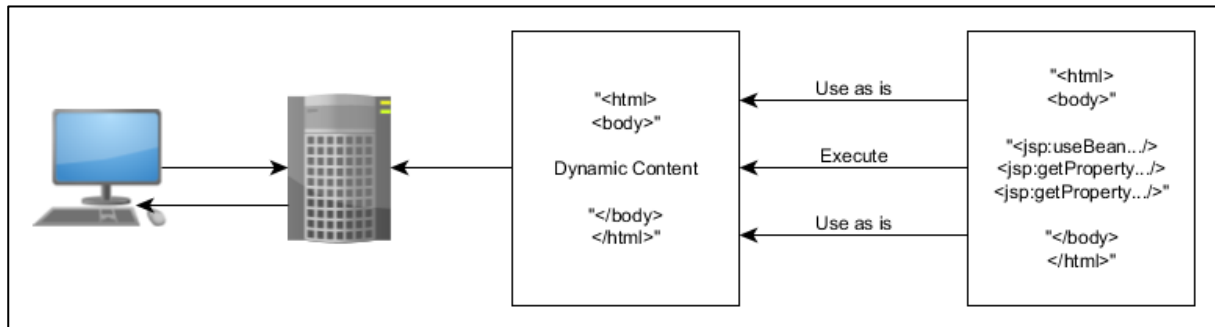 "<html>
<body>"
Dynamic Content
"</body>
</html>"
Use as is
Execute
Use as is
"<html>
<body>"
"<jsp:useBean.../>
<jsp:getProperty.../>
<jsp:getProperty.../>"
"</body>
</html>"